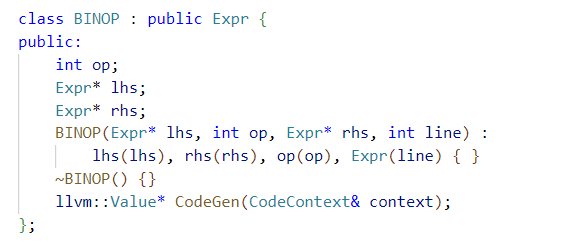 class BINOP : public Expr {
public:
    int op;
    Expr* lhs;
    Expr* rhs;
    BINOP(Expr* lhs, int op, Expr* rhs, int line) :
        lhs(lhs), rhs(rhs), op(op), Expr(line) { }
    ~BINOP() {}
    llvm::Value* CodeGen(CodeContext& context);
};